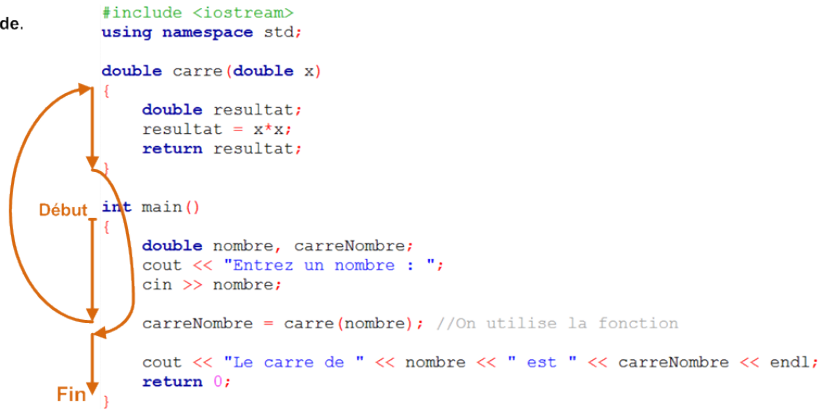 #include <iostream>
de.
using namespace std;
double carre(double x)
{
double resultat;
resultat = x*x;
return resultat;
}
Début
int main()
{
double nombre, carreNombre;
cout << "Entrez un nombre : ";
cin >> nombre;
carreNombre = carre(nombre); //On utilise la fonction
cout << "Le carre de " << nombre << " est " << carreNombre << endl;
return 0;
Fin
}